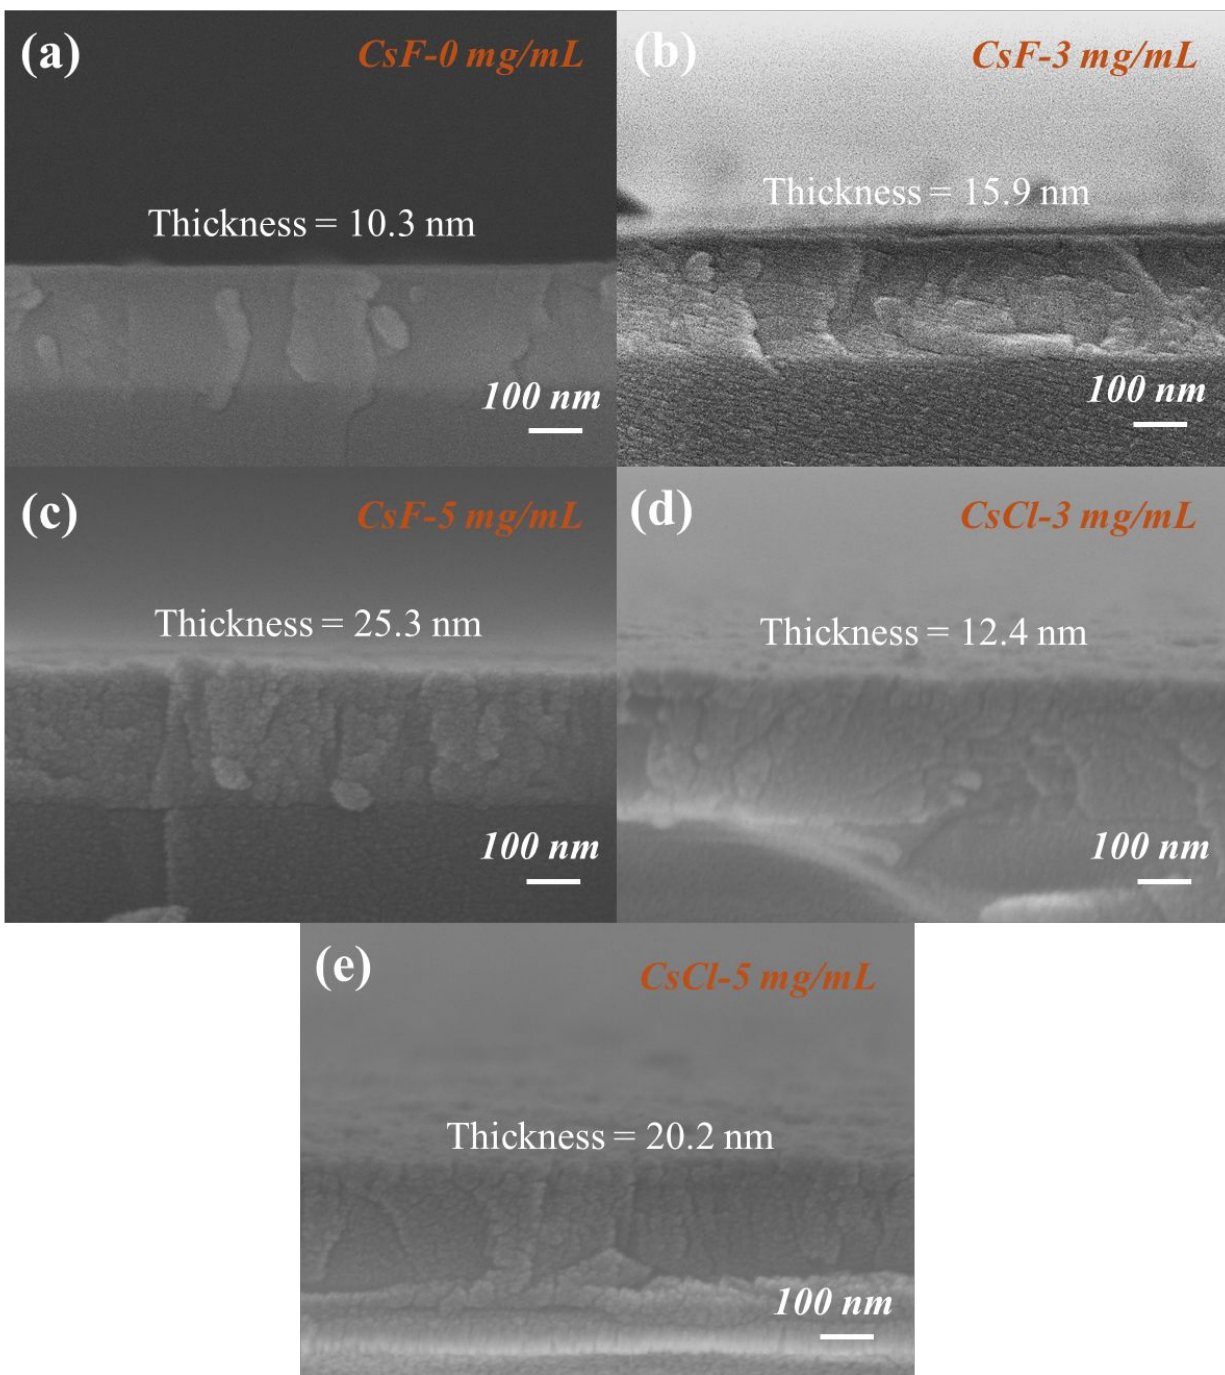 (a)
CsF-0 mg/mL
Thickness = 10.3 nm
100 nm
(b)
CsF-3 mg/mL
Thickness = 15.9 nm
100 nm
(c)
CsF-5 mg/mL
Thickness = 25.3 nm
100 nm
(d)
CsCl-3 mg/mL
Thickness = 12.4 nm
100 nm
(e)
CsCl-5 mg/mL
Thickness = 20.2 nm
100 nm